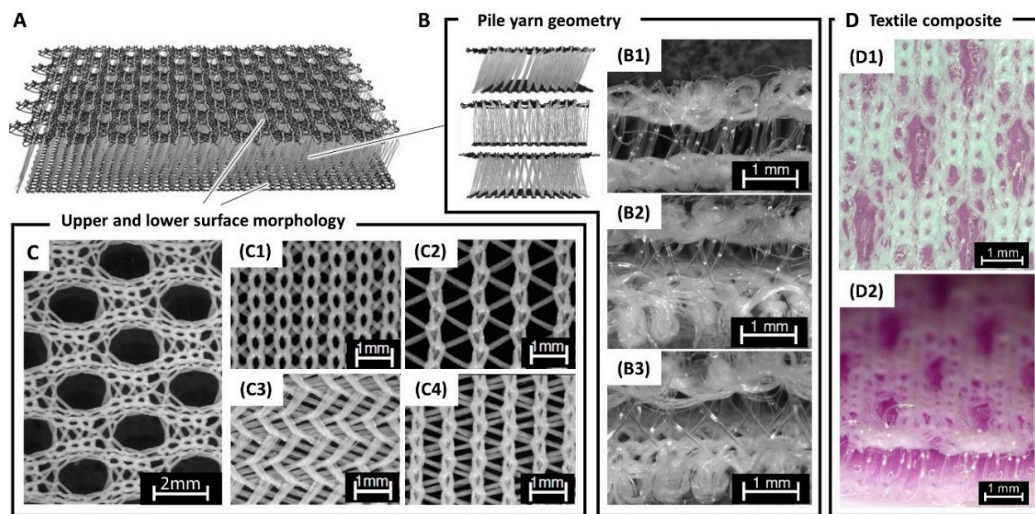 A
B
Pile yarn geometry
D
Textile composite
(B1)
1 mm
(B2)
1 mm
(B3)
1 mm
(D1)
1 mm
(D2)
1 mm
Upper and lower surface morphology
C
2mm
(C1)
1mm
(C2)
1mm
(C3)
1mm
(C4)
1mm